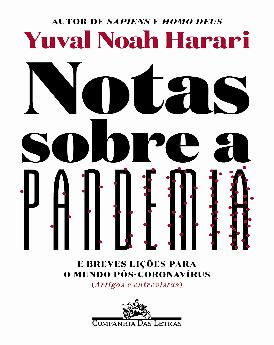 AUTOR DE SAPIENS E HOMO DEUS
Yuval Noah Harari
Notas
sobre a
PANDEMIA
E BREVES LIÇÕES PARA
O MUNDO PÓS-CORONAVÍRUS
(Artigos e entrevistas)
COMPANHIA DAS LETRAS